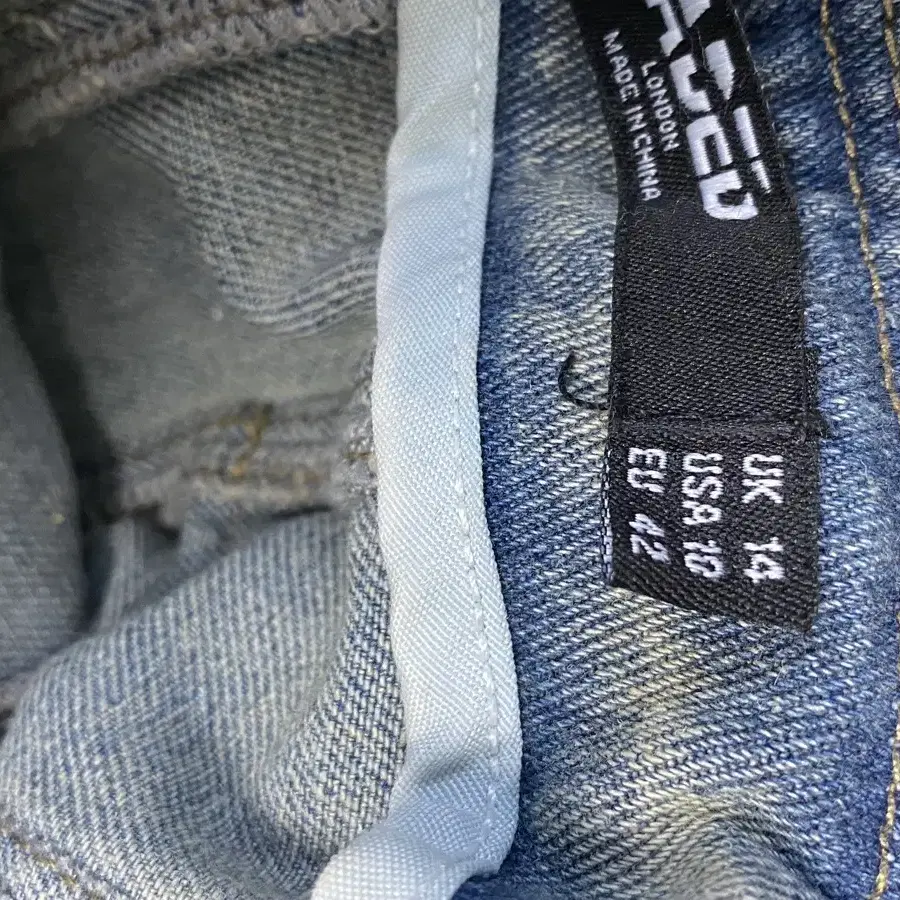 LONDON
MADE IN CHINA
UK 14
USA 10
EU 42